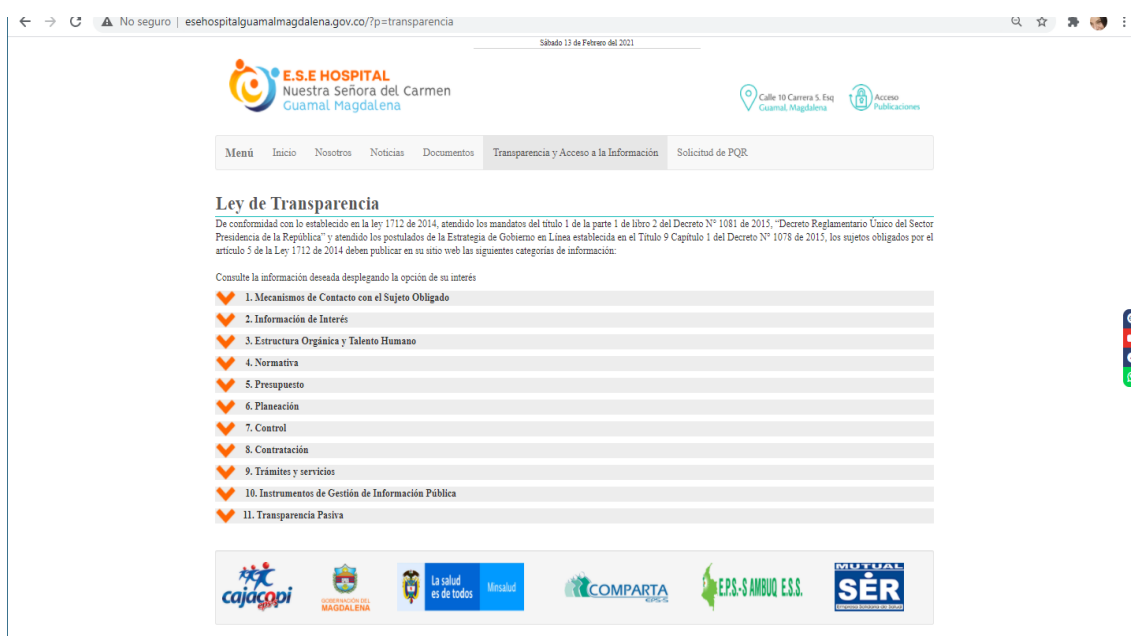 No seguro | esehospitalguamalmagdalena.gov.co/?p=transparencia
Sábado 13 de Febrero del 2021
E.S.E HOSPITAL
Nuestra Señora del Carmen
Guamal Magdalena
Calle 10 Carrera 5. Esq
Guamal Magdalena
Acceso
Publicaciones
Menú Inicio Nosotros Noticias Documentos Transparencia y Acceso a la Información Solicitud de PQR
Ley de Transparencia
De conformidad con lo establecido en la ley 1712 de 2014, atendido los mandatos del título 1 de la parte 1 de libro 2 del Decreto N° 1081 de 2015, “Decreto Reglamentario Único del Sector
Presidencia de la República” y atendido los postulados de la Estrategia de Gobierno en Línea establecida en el Título 9 Capítulo 1 del Decreto N° 1078 de 2015, los sujetos obligados por el
artículo 5 de la Ley 1712 de 2014 deben publicar en su sitio web las siguientes categorías de información:
Consulte la información deseada desplegando la opción de su interés
1. Mecanismos de Contacto con el Sujeto Obligado
2. Información de Interés
3. Estructura Orgánica y Talento Humano
4. Normativa
5. Presupuesto
6. Planeación
7. Control
8. Contratación
9. Trámites y servicios
10. Instrumentos de Gestión de Información Pública
11. Transparencia Pasiva
cajacopi
eps
GOBERNACIÓN DEL
MAGDALENA
La salud
es de todos
Minsalud
COMPARTA
EPS-S
E.P.S.-S AMBUQ E.S.S.
MUTUAL
SER
Empresa Solidaria de Salud